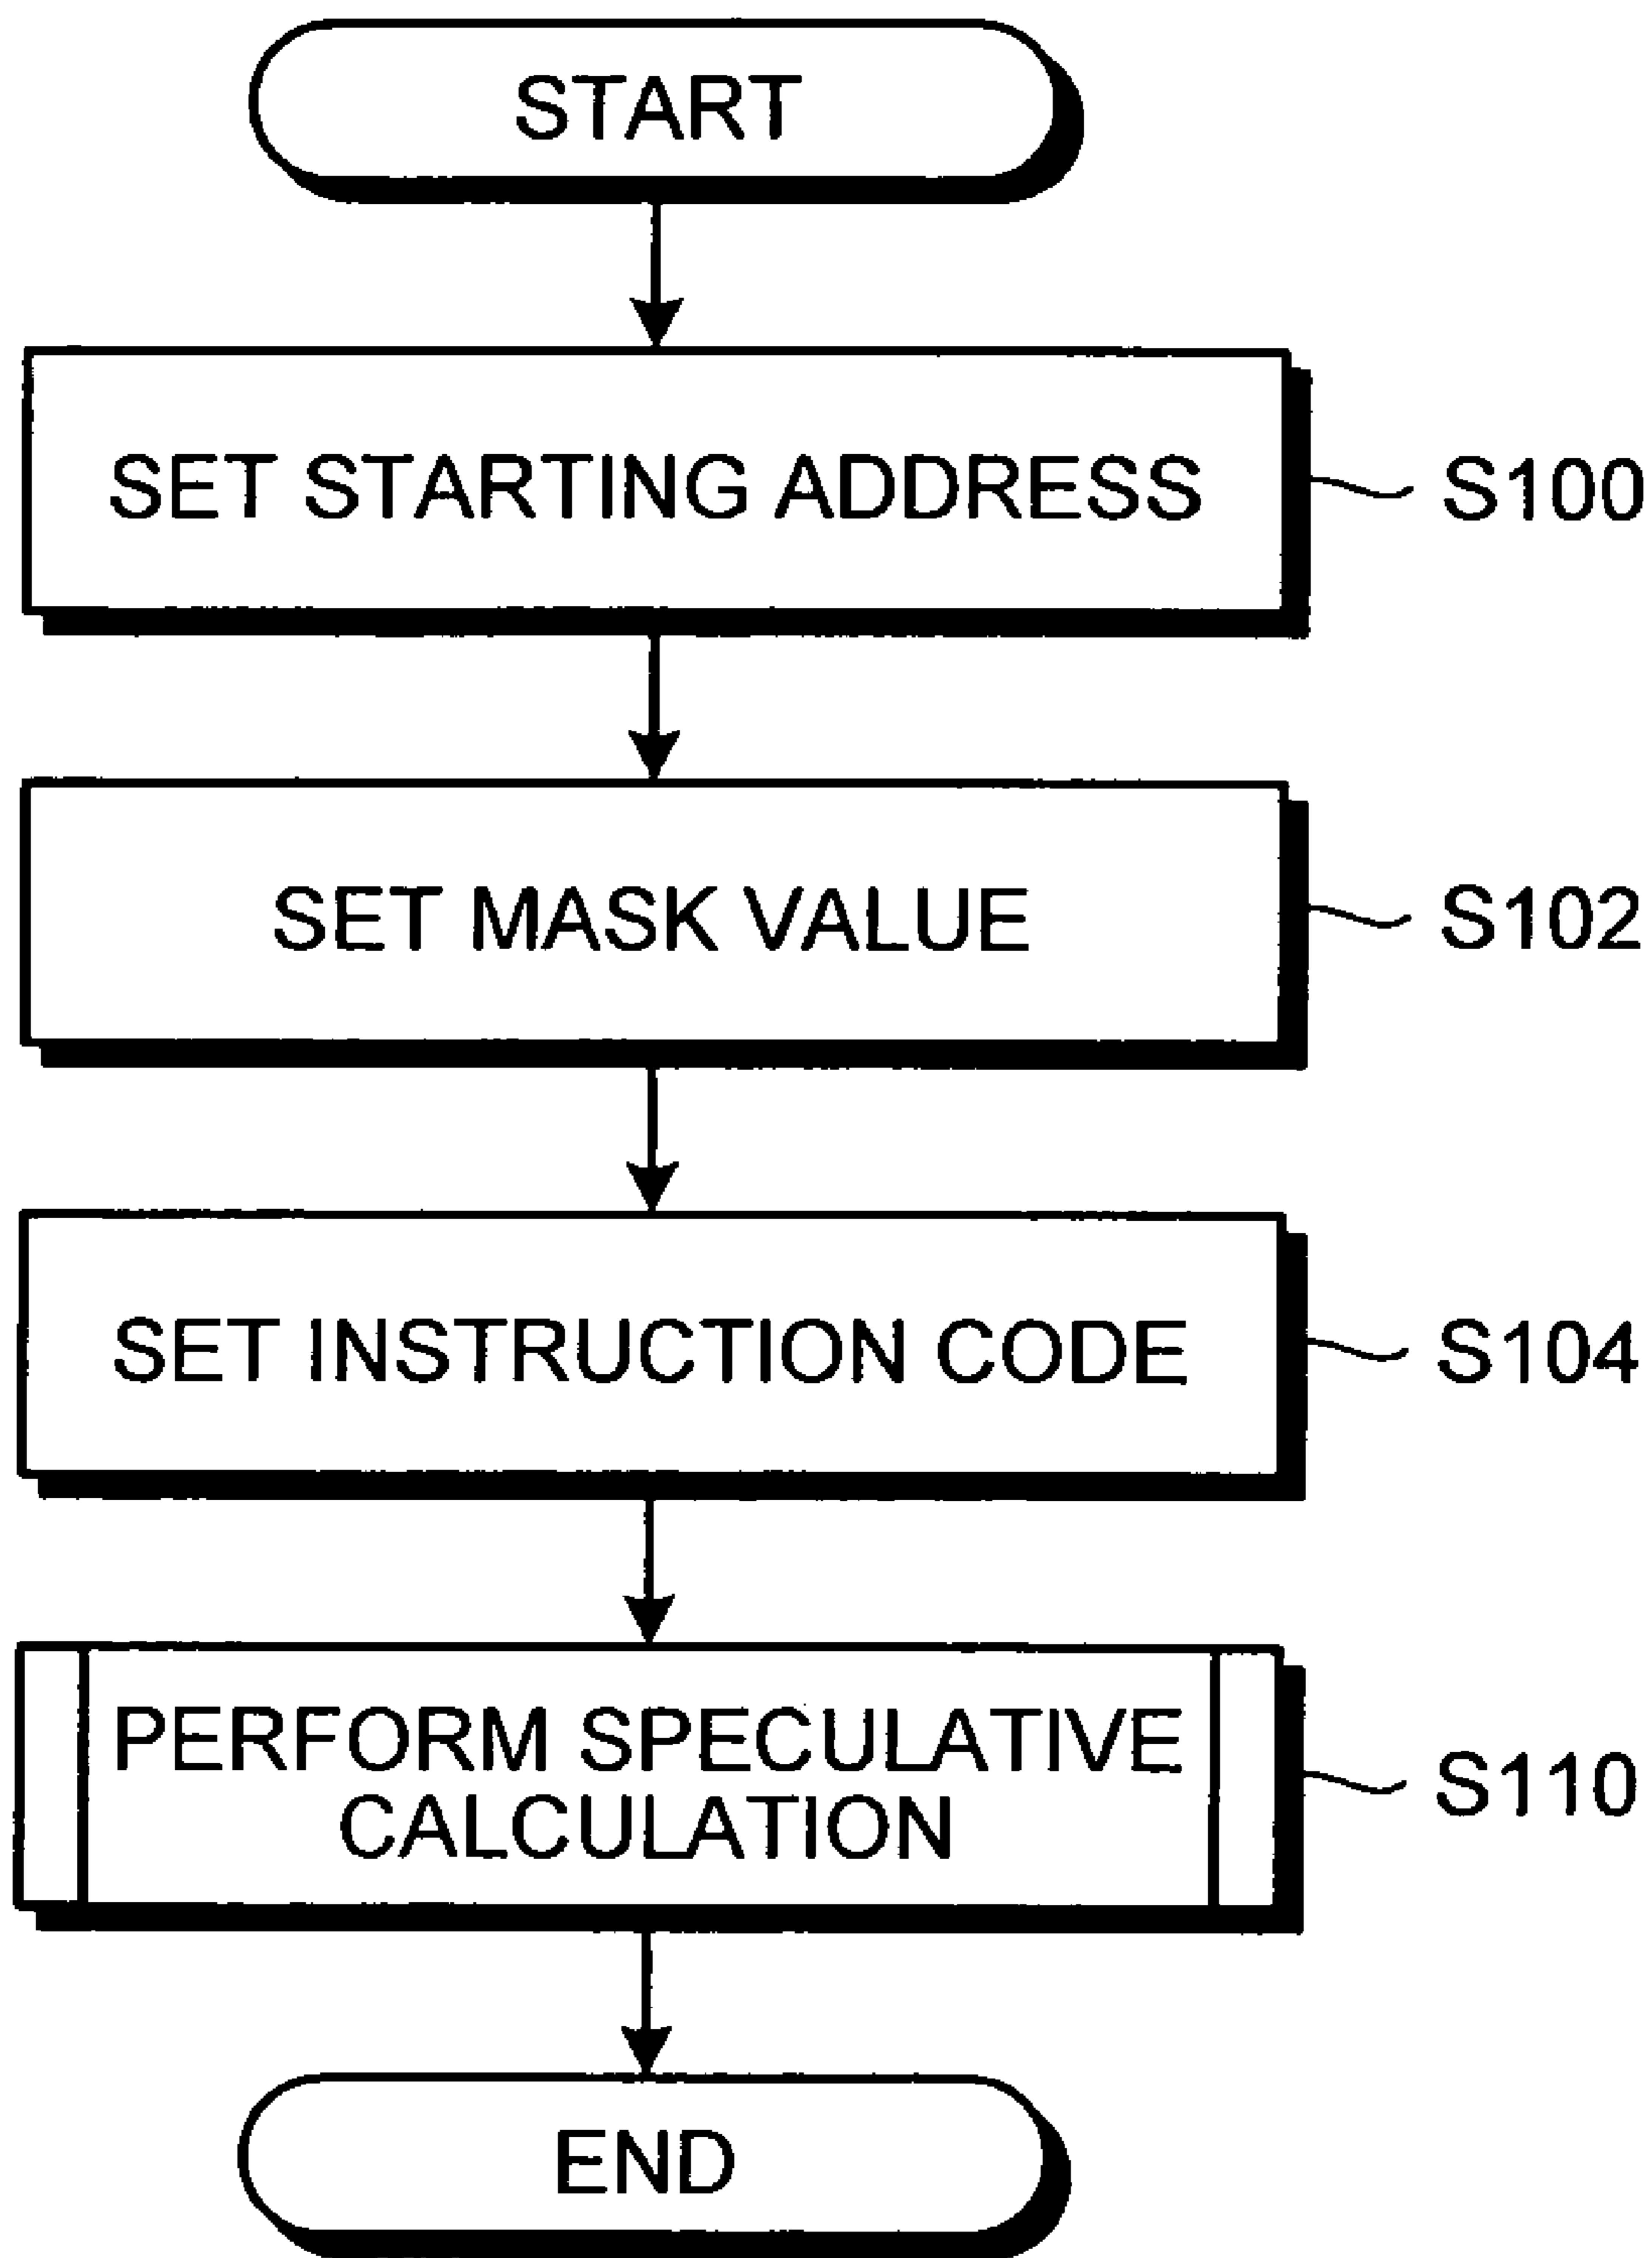 START
SET STARTING ADDRESS
S100
SET MASK VALUE
S102
SET INSTRUCTION CODE
S104
PERFORM SPECULATIVE
CALCULATION
S110
END